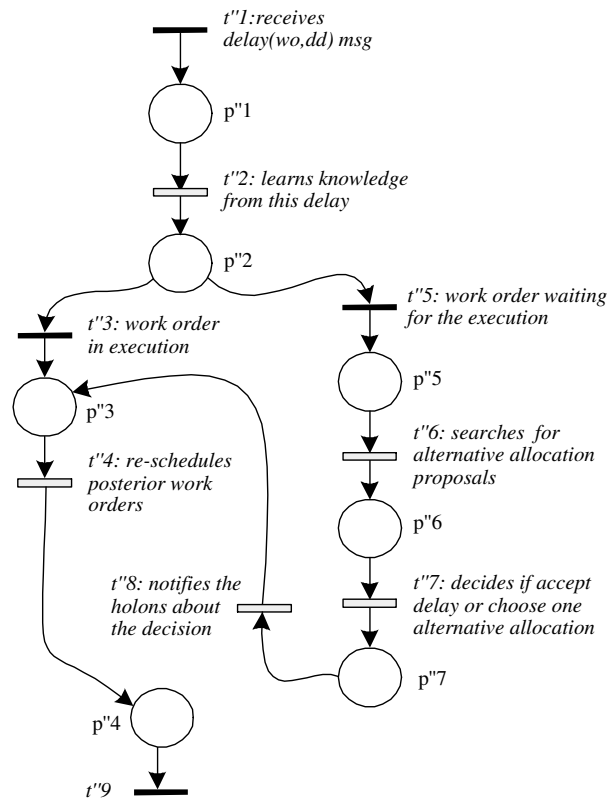 t"1:receives
delay(wo,dd) msg
p"1
t"2: learns knowledge
from this delay
p"2
t"3: work order
in execution
t"5: work order waiting
for the execution
p"3
p"5
t"4: re-schedules
posterior work
orders
t"6: searches for
alternative allocation
proposals
p"6
t"8: notifies the
holons about
the decision
t"7: decides if accept
delay or choose one
alternative allocation
p"7
p"4
t"9